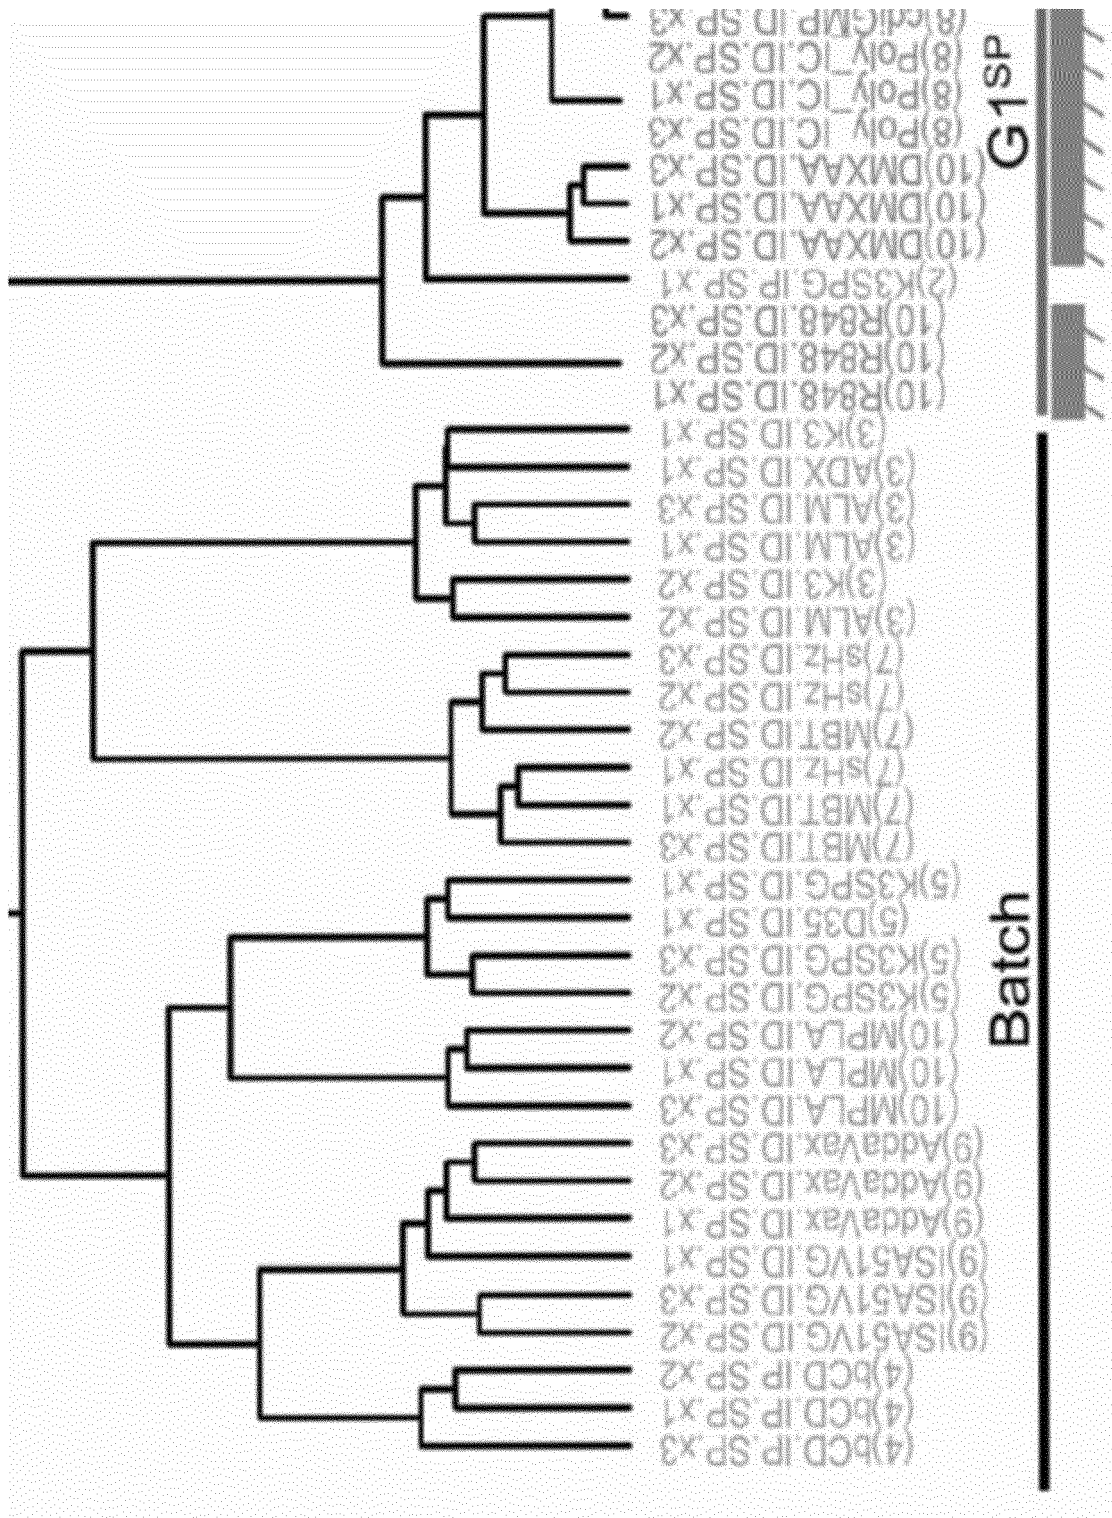 (8)cdiGMP.ID.SP.x3
(8)Poly_IC.ID.SP.x2
(8)Poly_IC.ID.SP.x1
(8)Poly_IC.ID.SP.x3
(10)DMXAA.ID.SP.x3
(10)DMXAA.ID.SP.x1
(10)DMXAA.ID.SP.x2
(2)K3SPG.IP.SP.x1
(10)R848.ID.SP.x3
(10)R848.ID.SP.x2
(10)R848.ID.SP.x1
(3)K3.ID.SP.x1
(3)ADX.ID.SP.x1
(3)ALM.ID.SP.x3
(3)ALM.ID.SP.x1
(3)K3.ID.SP.x2
(3)ALM.ID.SP.x2
(7)sHz.ID.SP.x3
(7)sHz.ID.SP.x2
(7)MBT.ID.SP.x2
(7)sHz.ID.SP.x1
(7)MBT.ID.SP.x1
(7)MBT.ID.SP.x3
(5)K3SPG.ID.SP.x1
(5)D35.ID.SP.x1
(5)K3SPG.ID.SP.x3
(5)K3SPG.ID.SP.x2
(10)MPLA.ID.SP.x2
(10)MPLA.ID.SP.x1
(10)MPLA.ID.SP.x3
(9)AddaVax.ID.SP.x3
(9)AddaVax.ID.SP.x2
(9)AddaVax.ID.SP.x1
(9)ISA51VG.ID.SP.x1
(9)ISA51VG.ID.SP.x3
(9)ISA51VG.ID.SP.x2
(4)bCD.IP.SP.x2
(4)bCD.IP.SP.x1
(4)bCD.IP.SP.x3
G1SP
Batch